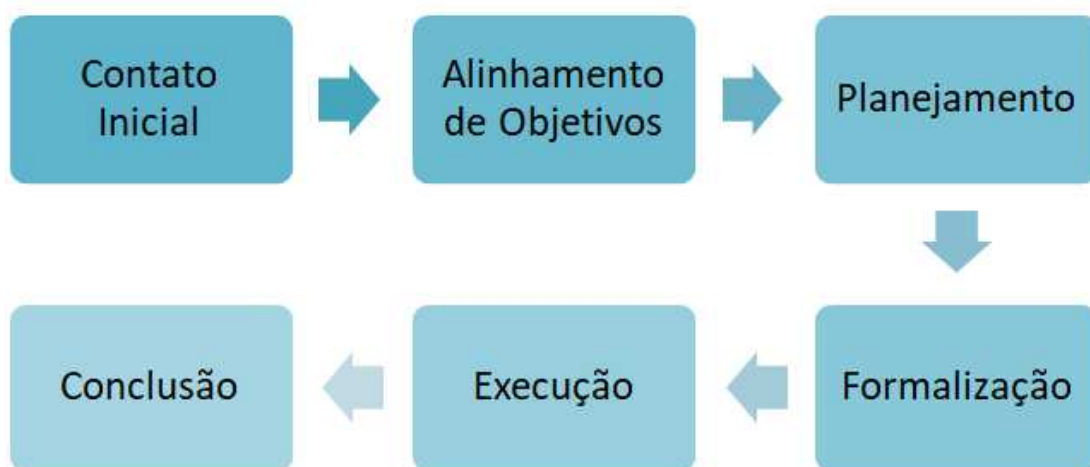 Contato
Inicial
Alinhamento
de Objetivos
Planejamento
Formalização
Execução
Conclusão